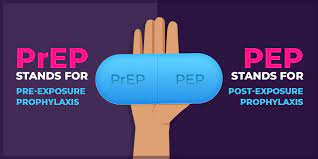 PrEP
STANDS FOR
PRE-EXPOSURE
PROPHYLAXIS
PrEP
PEP
PEP
STANDS FOR
POST-EXPOSURE
PROPHYLAXIS